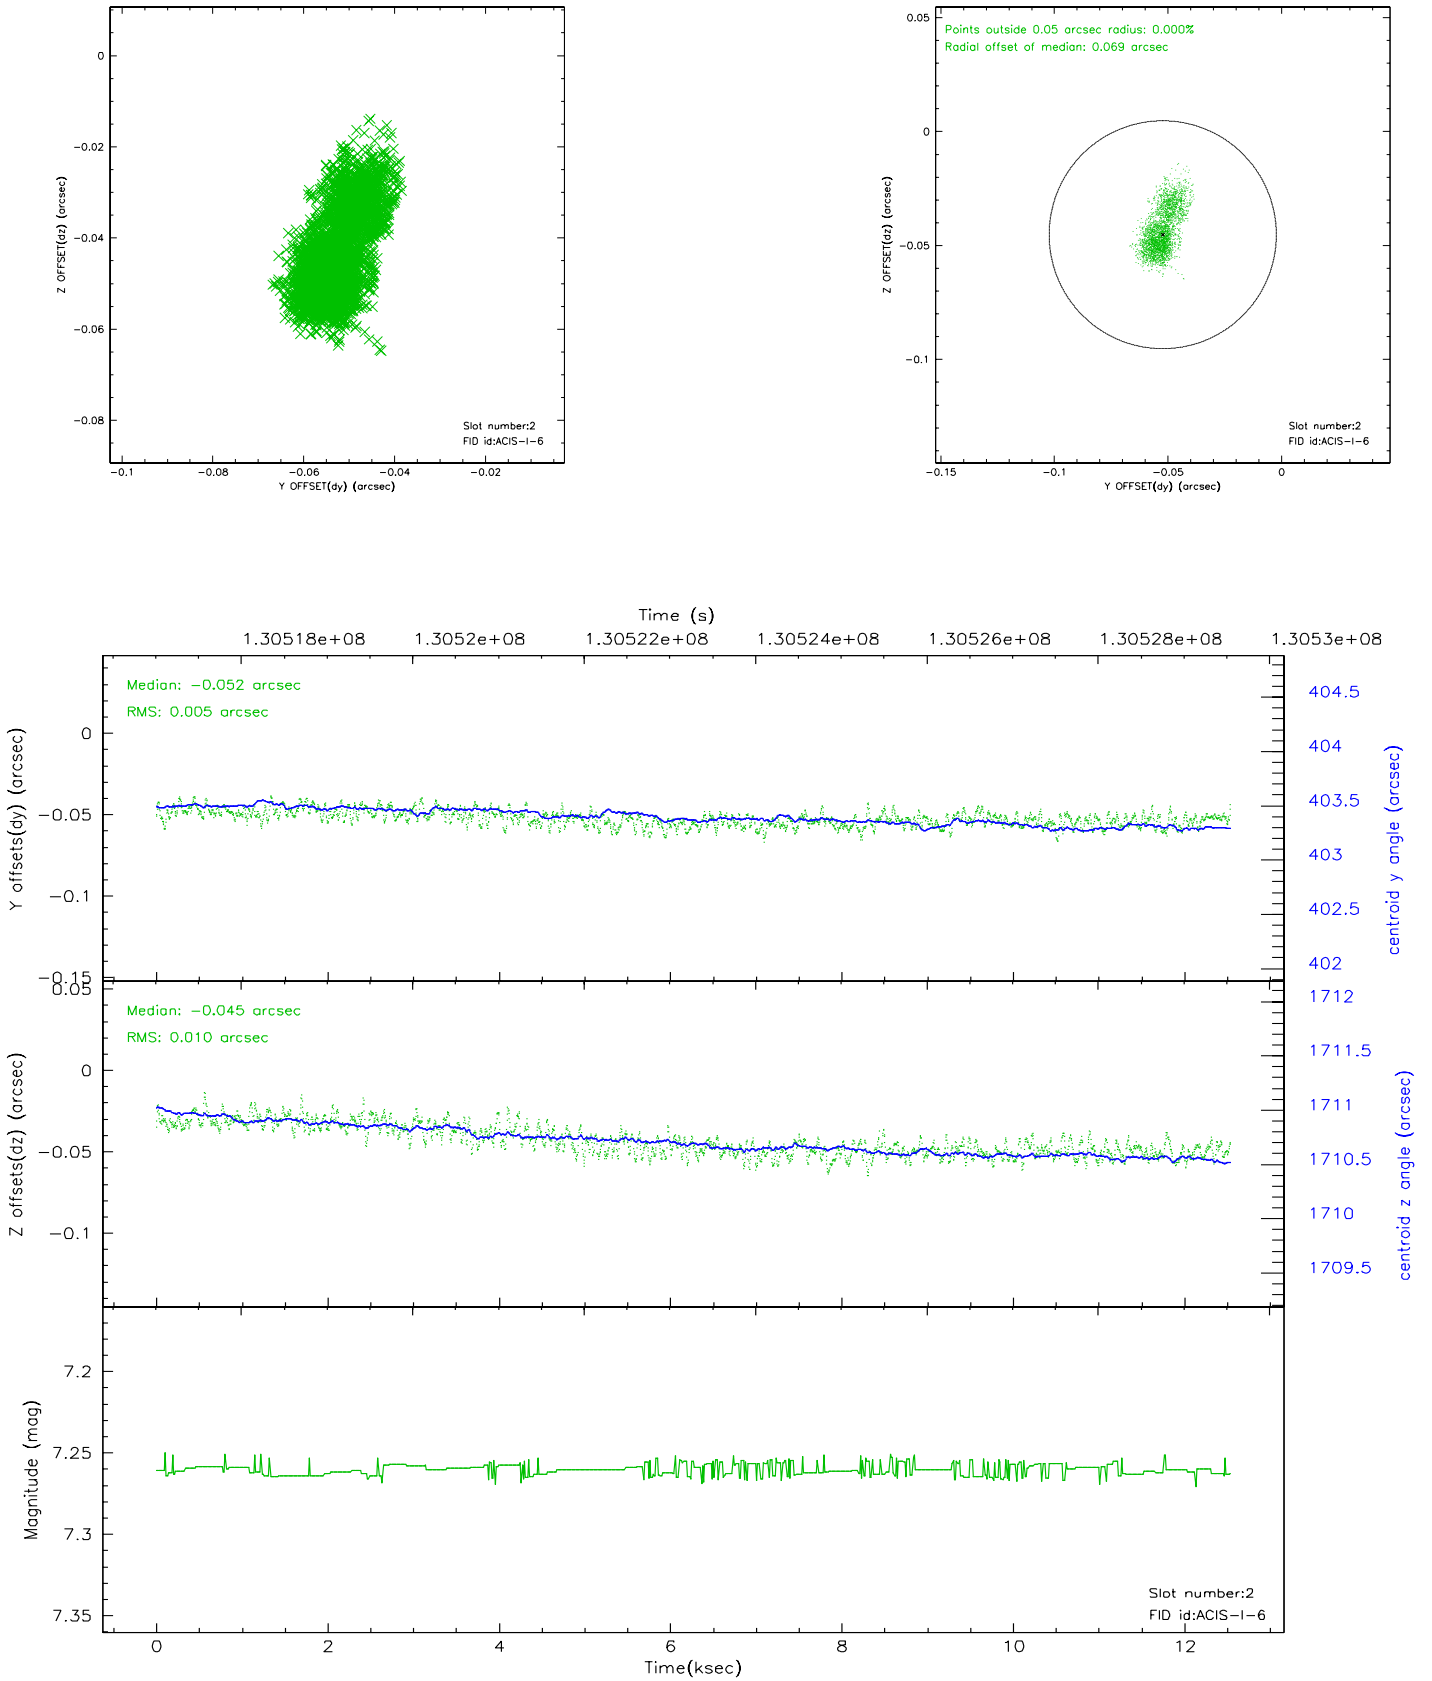 0
-0.02
-0.04
-0.06
-0.08
Z OFFSET(dz) (arcsec)
Slot number:2
FID id:ACIS-I-6
-0.1
-0.08
-0.06
-0.04
-0.02
Y OFFSET(dy) (arcsec)
0.05
0
-0.05
-0.1
Z OFFSET(dz) (arcsec)
Points outside 0.05 arcsec radius: 0.000%
Radial offset of median: 0.069 arcsec
Slot number:2
FID id:ACIS-I-6
-0.15
-0.1
-0.05
0
Y OFFSET(dy) (arcsec)
Time (s)
1.30518e+08
1.3052e+08
1.30522e+08
1.30524e+08
1.30526e+08
1.30528e+08
1.3053e+08
Median: -0.052 arcsec
RMS: 0.005 arcsec
0
-0.05
-0.1
-0.15
Y offsets(dy) (arcsec)
404.5
404
403.5
403
402.5
402
centroid y angle (arcsec)
Median: -0.045 arcsec
RMS: 0.010 arcsec
0.05
0
-0.05
-0.1
Z offsets(dz) (arcsec)
1712
1711.5
1711
1710.5
1710
1709.5
centroid z angle (arcsec)
7.2
7.25
7.3
7.35
Magnitude (mag)
Slot number:2
FID id:ACIS-I-6
0
2
4
6
8
10
12
Time(ksec)